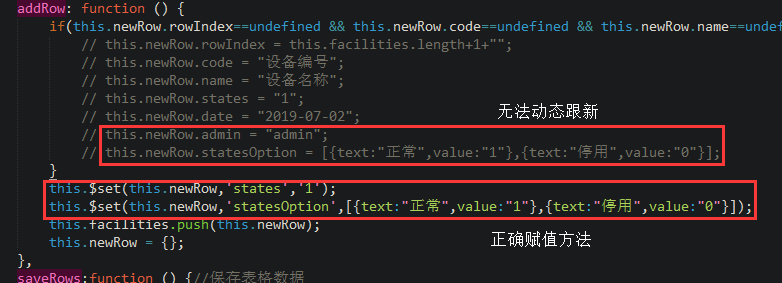 addRow: function () {
if(this.newRow.rowIndex==undefined && this.newRow.code==undefined && this.newRow.name==undef
// this.newRow.rowIndex = this.facilities.length+1+"";
// this.newRow.code = "设备编号";
// this.newRow.name = "设备名称";
// this.newRow.states = "1";
// this.newRow.date = "2019-07-02";
无法动态跟新
// this.newRow.admin = "admin";
// this.newRow.statesOption = [{text:"正常",value:"1"},{text:"停用",value:"0"}];
}
this.$set(this.newRow,'states','1');
this.$set(this.newRow,'statesOption',[{text:"正常",value:"1"},{text:"停用",value:"0"}]);
this.facilities.push(this.newRow);
正确赋值方法
this.newRow = {};
},
saveRows:function () {//保存表格数据